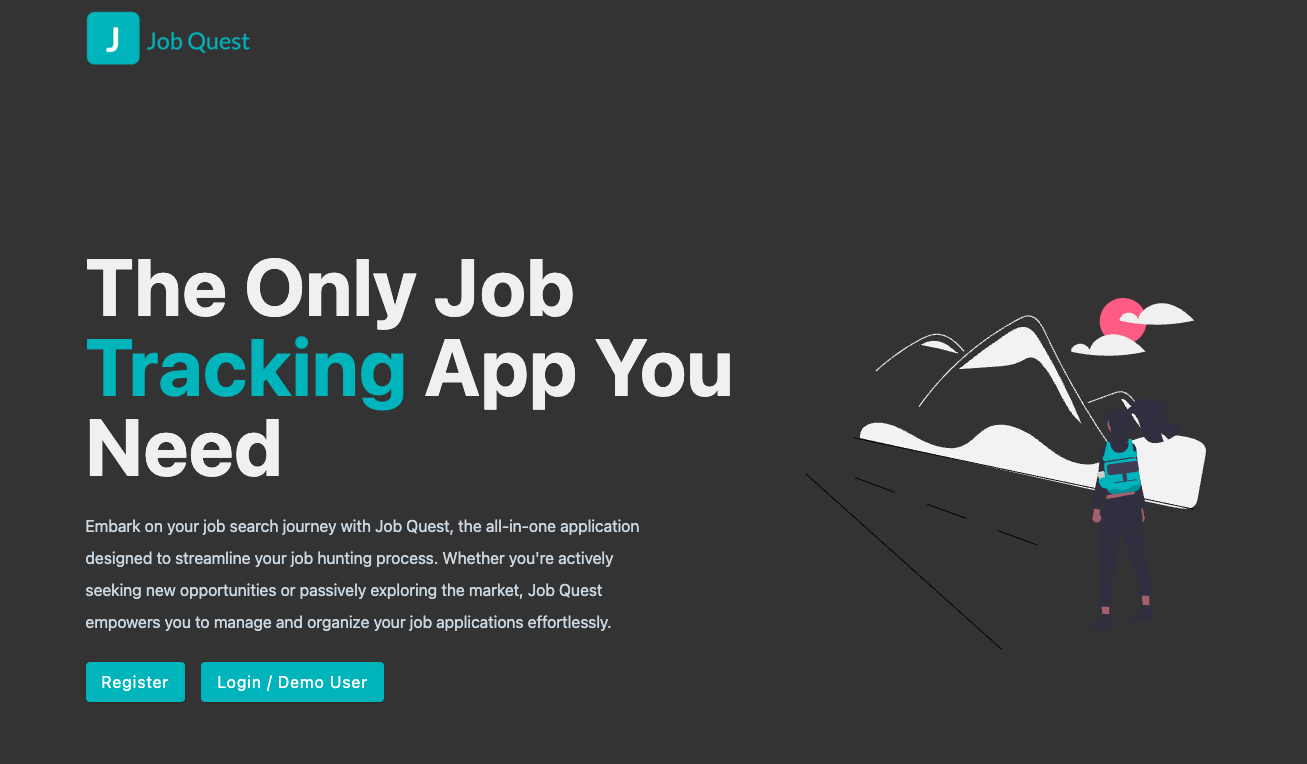 J
Job Quest
The Only Job
Tracking App You
Need
Embark on your job search journey with Job Quest, the all-in-one application
designed to streamline your job hunting process. Whether you're actively
seeking new opportunities or passively exploring the market, Job Quest
empowers you to manage and organize your job applications effortlessly.
Register
Login / Demo User